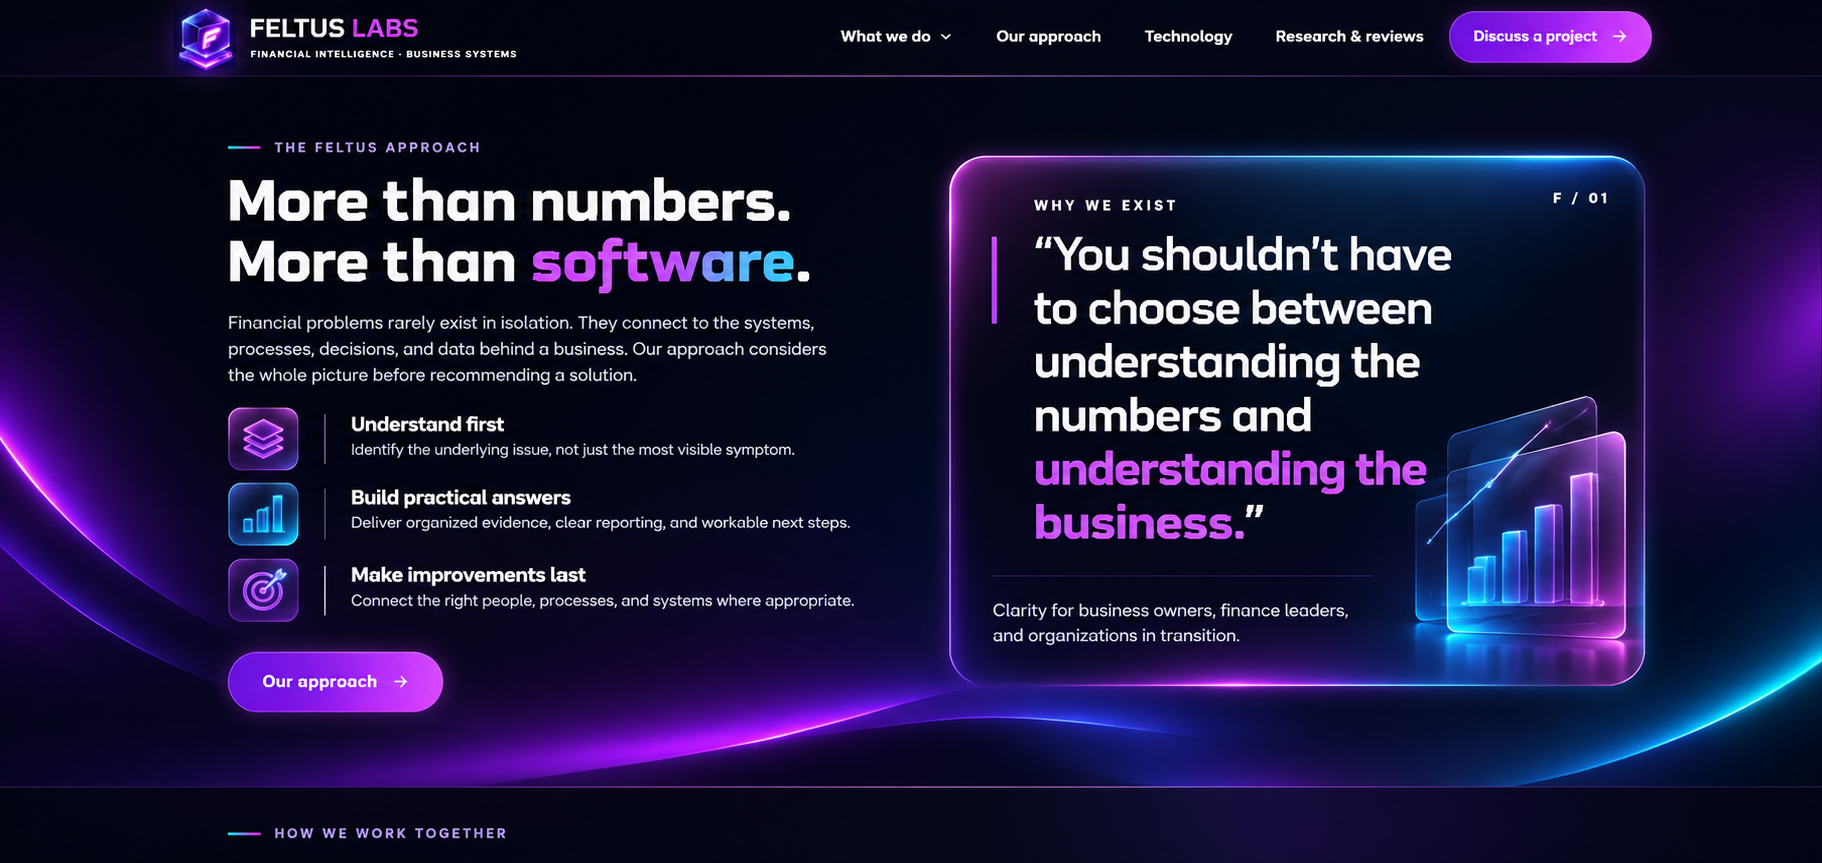 FELTUS LABS
FINANCIAL INTELLIGENCE · BUSINESS SYSTEMS
What we do
Our approach
Technology
Research & reviews
Discuss a project →
THE FELTUS APPROACH
More than numbers.
More than software.
Financial problems rarely exist in isolation. They connect to the systems,
processes, decisions, and data behind a business. Our approach considers
the whole picture before recommending a solution.
Understand first
Identify the underlying issue, not just the most visible symptom.
Build practical answers
Deliver organized evidence, clear reporting, and workable next steps.
Make improvements last
Connect the right people, processes, and systems where appropriate.
Our approach →
WHY WE EXIST
F / 01
“You shouldn’t have
to choose between
understanding the
numbers and
understanding the
business.”
Clarity for business owners, finance leaders,
and organizations in transition.
HOW WE WORK TOGETHER